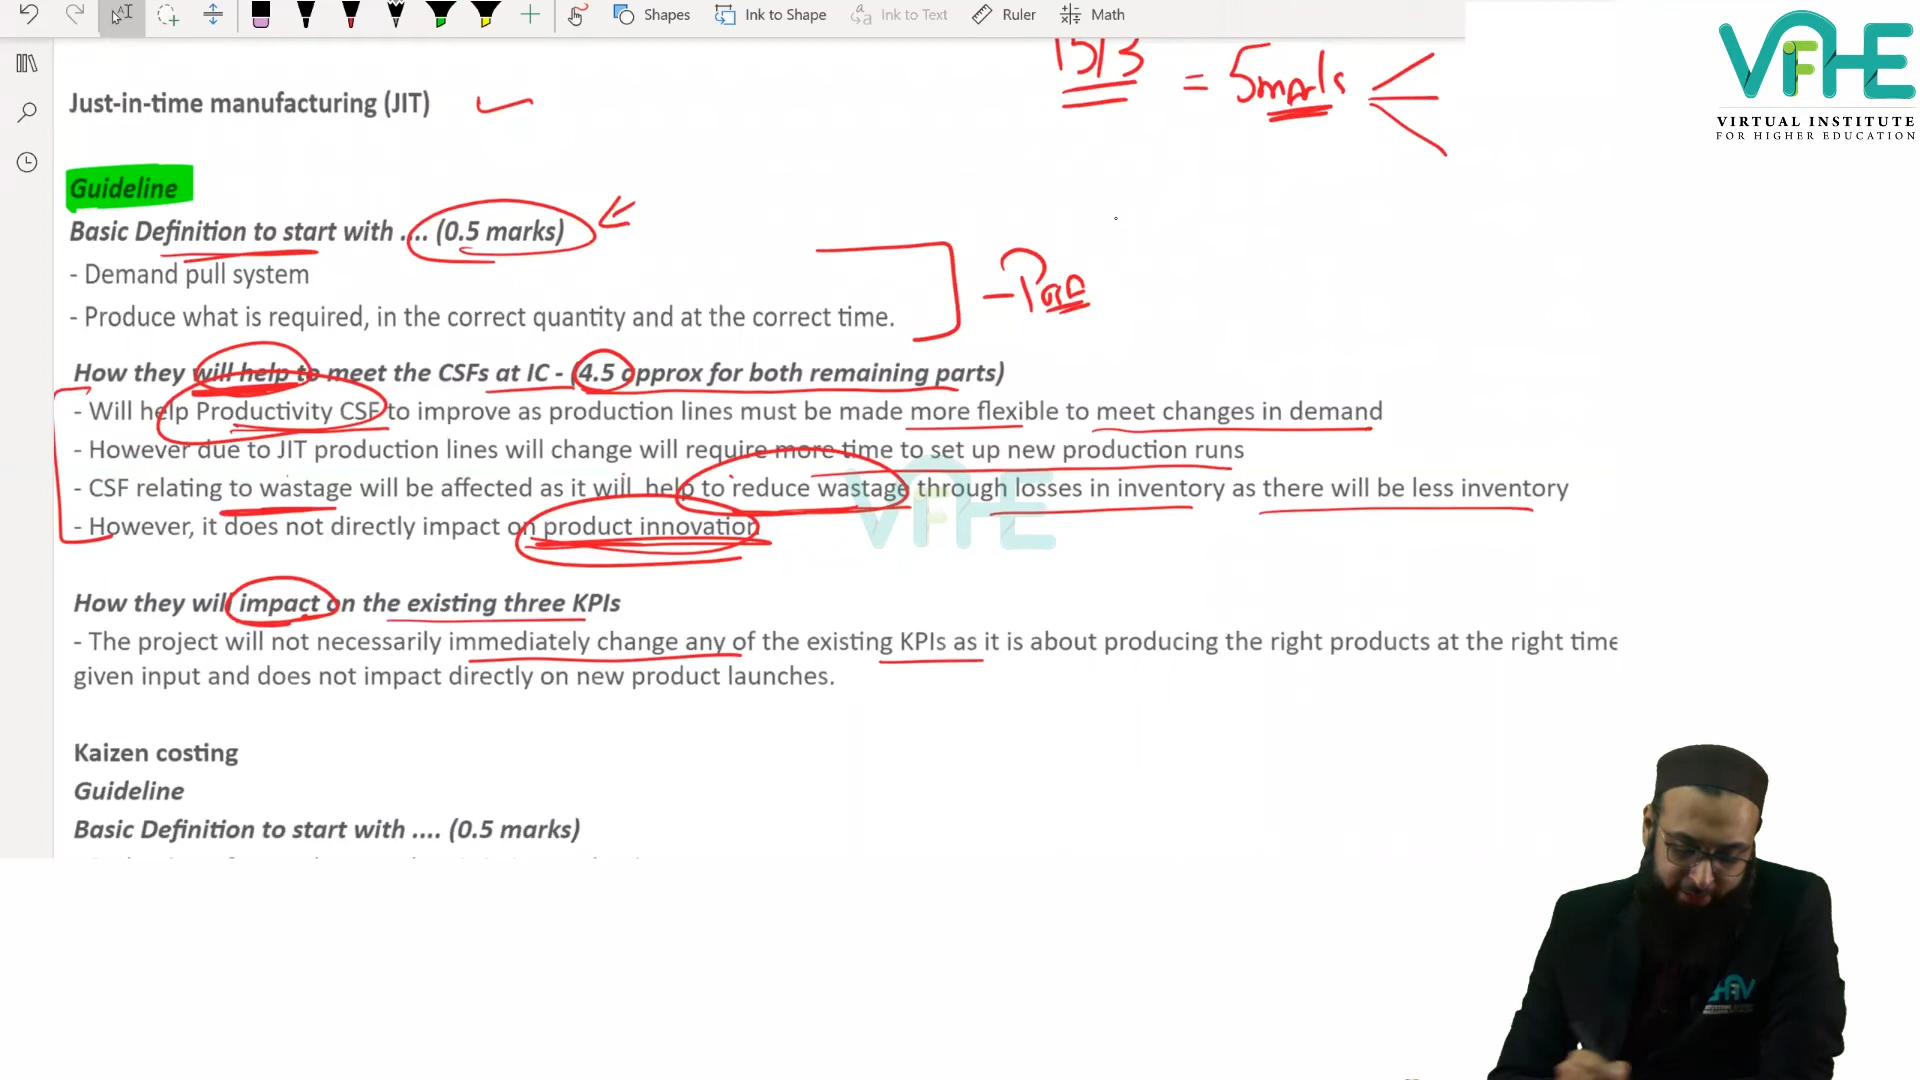 Shapes Ink to Shape Ink to Text Ruler Math
VIFHE
VIRTUAL INSTITUTE
FOR HIGHER EDUCATION
15/3 = 5marks
Just-in-time manufacturing (JIT)
Guideline
Basic Definition to start with .... (0.5 marks)
- Demand pull system
- Produce what is required, in the correct quantity and at the correct time.
How they will help to meet the CSFs at IC - (4.5 approx for both remaining parts)
- Will help Productivity CSF to improve as production lines must be made more flexible to meet changes in demand
- However due to JIT production lines will change will require more time to set up new production runs
- CSF relating to wastage will be affected as it will help to reduce wastage through losses in inventory as there will be less inventory
- However, it does not directly impact on product innovation
How they will impact on the existing three KPIs
- The project will not necessarily immediately change any of the existing KPIs as it is about producing the right products at the right time
given input and does not impact directly on new product launches.
Kaizen costing
Guideline
Basic Definition to start with .... (0.5 marks)